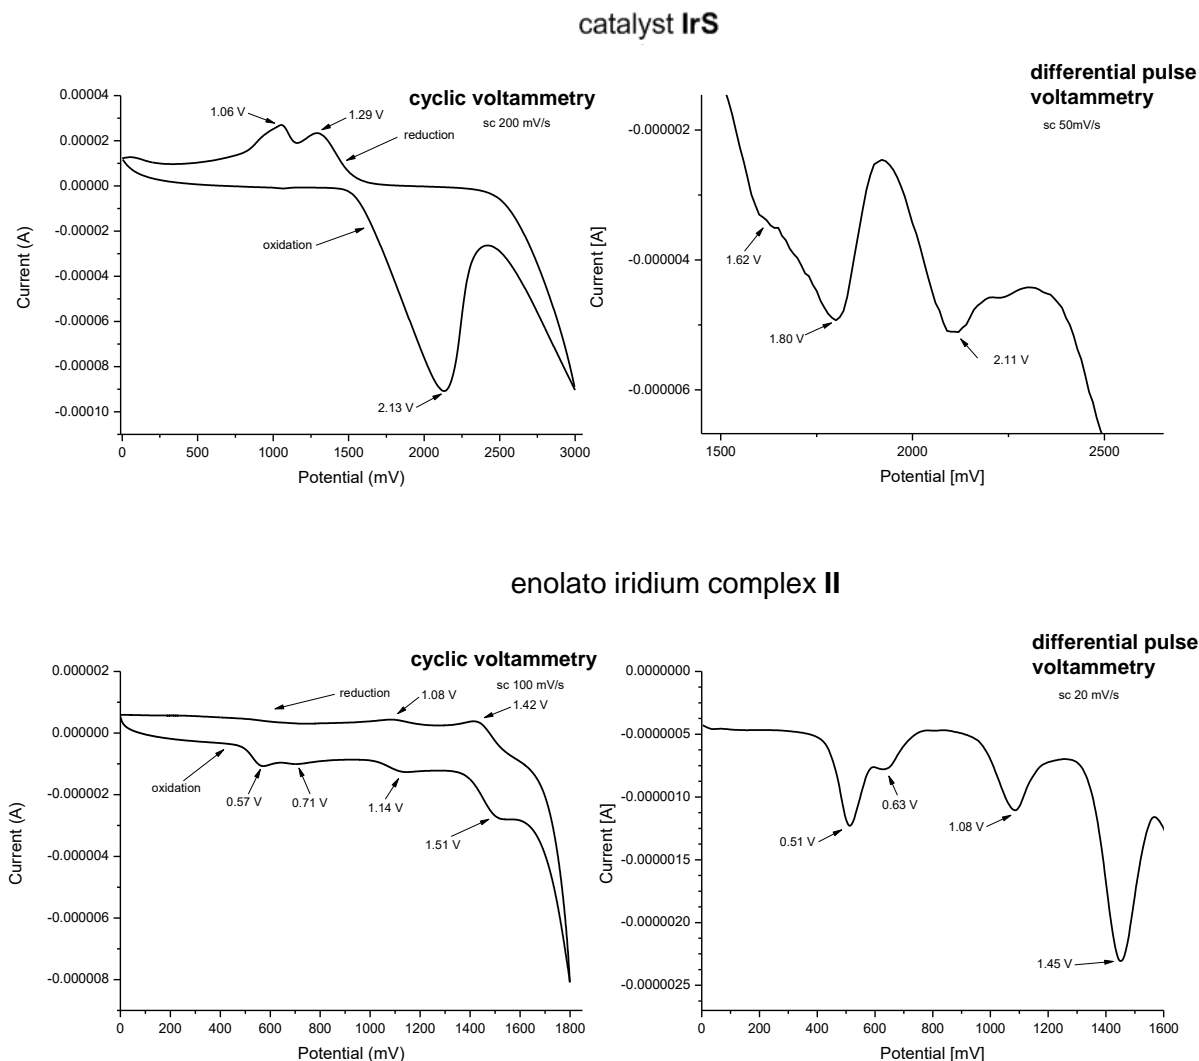 catalyst IrS
cyclic voltammetry
sc 200 mV/s
0.00004
0.00002
0.00000
-0.00002
-0.00004
-0.00006
-0.00008
-0.00010
Current (A)
1.06 V
1.29 V
reduction
oxidation
2.13 V
0 500 1000 1500 2000 2500 3000
Potential (mV)
differential pulse
voltammetry
sc 50mV/s
-0.000002
-0.000004
-0.000006
Current [A]
1.62 V
1.80 V
2.11 V
1500 2000 2500
Potential [mV]
enolato iridium complex II
cyclic voltammetry
sc 100 mV/s
0.000002
0.000000
-0.000002
-0.000004
-0.000006
-0.000008
Current (A)
reduction
1.08 V
1.42 V
oxidation
0.57 V
0.71 V
1.14 V
1.51 V
0 200 400 600 800 1000 1200 1400 1600 1800
Potential (mV)
differential pulse
voltammetry
sc 20 mV/s
0.0000000
-0.0000005
-0.0000010
-0.0000015
-0.0000020
-0.0000025
Current [A]
0.51 V
0.63 V
1.08 V
1.45 V
0 200 400 600 800 1000 1200 1400 1600
Potential [mV]